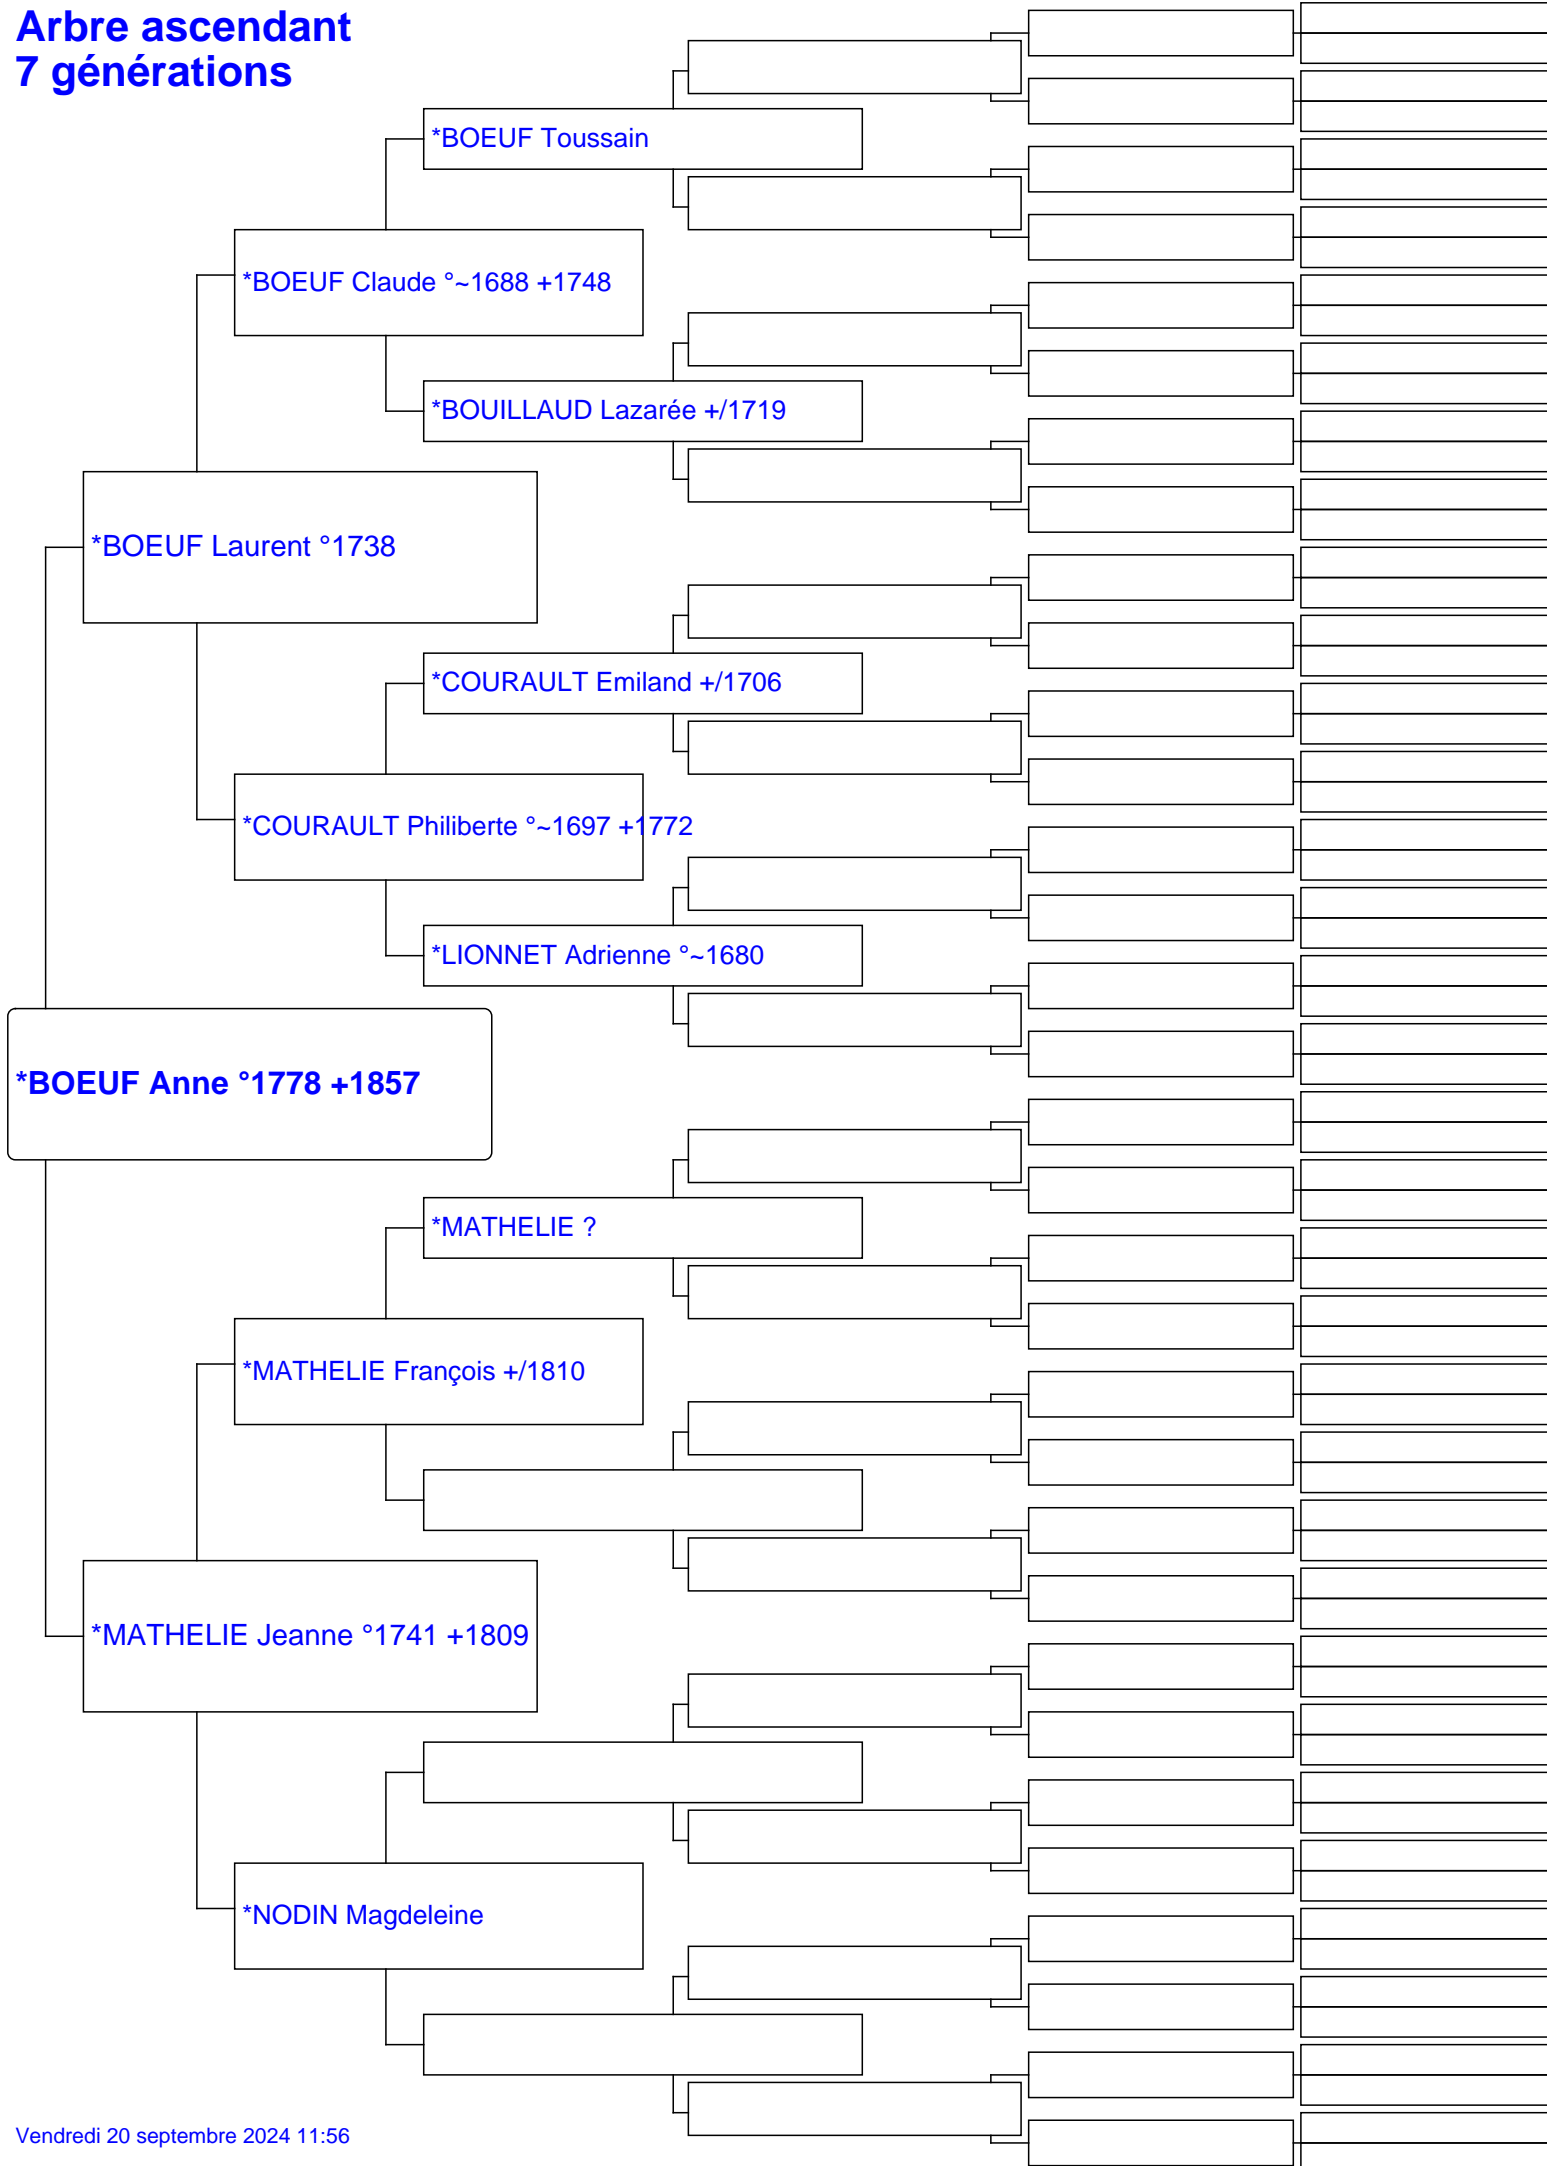 Arbre ascendant
7 générations
*BOEUF Toussain
*BOEUF Claude °~1688 +1748
*BOUILLAUD Lazarée +/1719
*BOEUF Laurent °1738
*COURAULT Emiland +/1706
*COURAULT Philiberte °~1697 +1772
*LIONNET Adrienne °~1680
*BOEUF Anne °1778 +1857
*MATHELIE ?
*MATHELIE François +/1810
*MATHELIE Jeanne °1741 +1809
*NODIN Magdeleine
Vendredi 20 septembre 2024 11:56